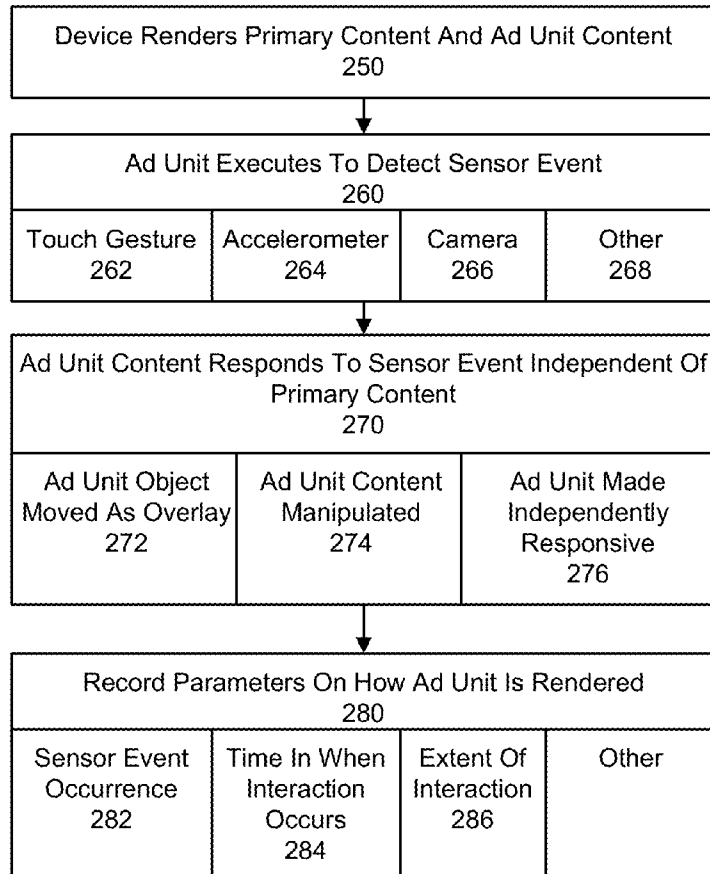 Device Renders Primary Content And Ad Unit Content
250
Ad Unit Executes To Detect Sensor Event
260
Touch Gesture
262
Accelerometer
264
Camera
266
Other
268
Ad Unit Content Responds To Sensor Event Independent Of
Primary Content
270
Ad Unit Object
Moved As Overlay
272
Ad Unit Content
Manipulated
274
Ad Unit Made
Independently
Responsive
276
Record Parameters On How Ad Unit Is Rendered
280
Sensor Event
Occurrence
282
Time In When
Interaction
Occurs
284
Extent Of
Interaction
286
Other